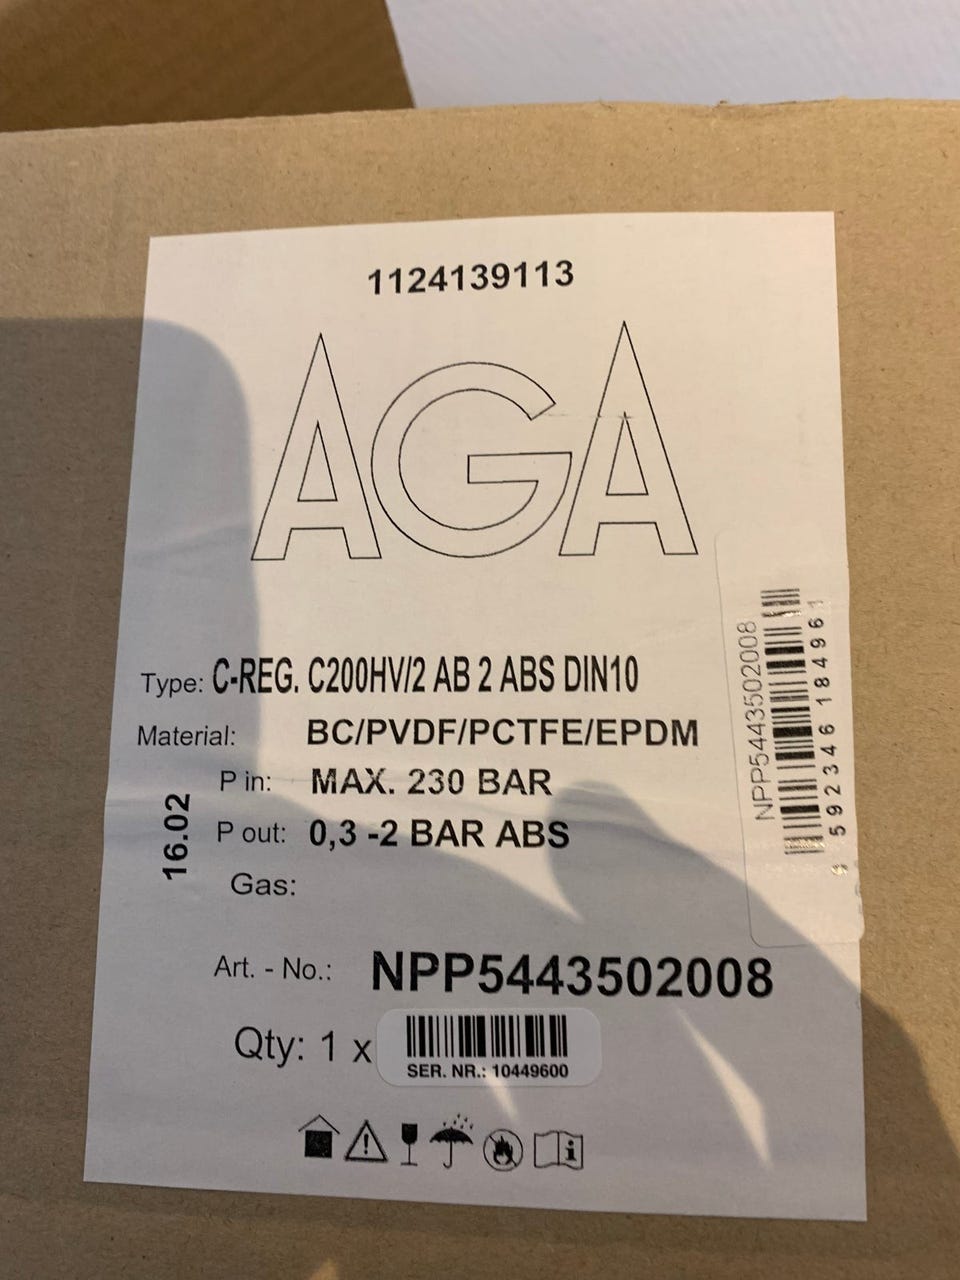 1124139113
AGA
Type: C-REG. C200HV/2 AB 2 ABS DIN10
Material: BC/PVDF/PCTFE/EPDM
P in: MAX. 230 BAR
P out: 0,3 -2 BAR ABS
Gas:
16.02
Art. - No.: NPP5443502008
Qty: 1 x
SER. NR.: 10449600
NPP5443502008
592346 184961